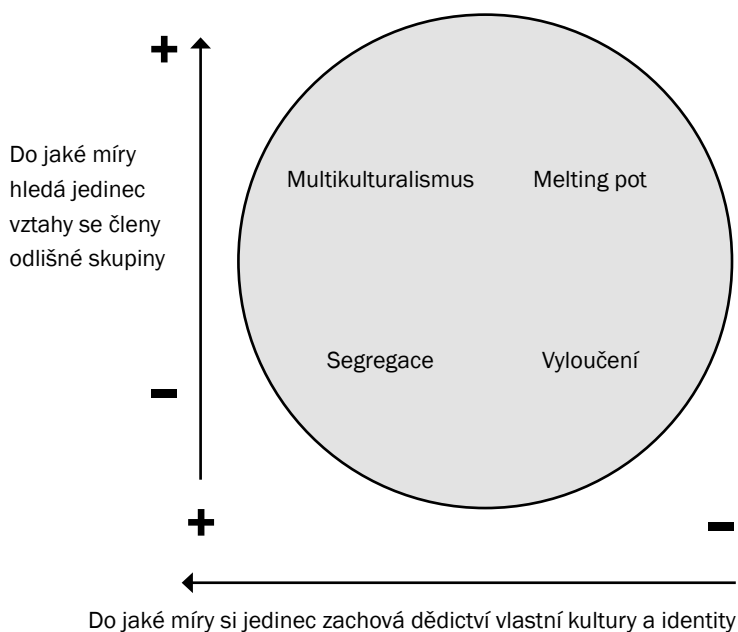 +
Do jaké míry
hledá jedinec
vztahy se členy
odlišné skupiny
Multikulturalismus Melting pot
Segregace Vyloučení
–
+ –
Do jaké míry si jedinec zachová dědictví vlastní kultury a identity